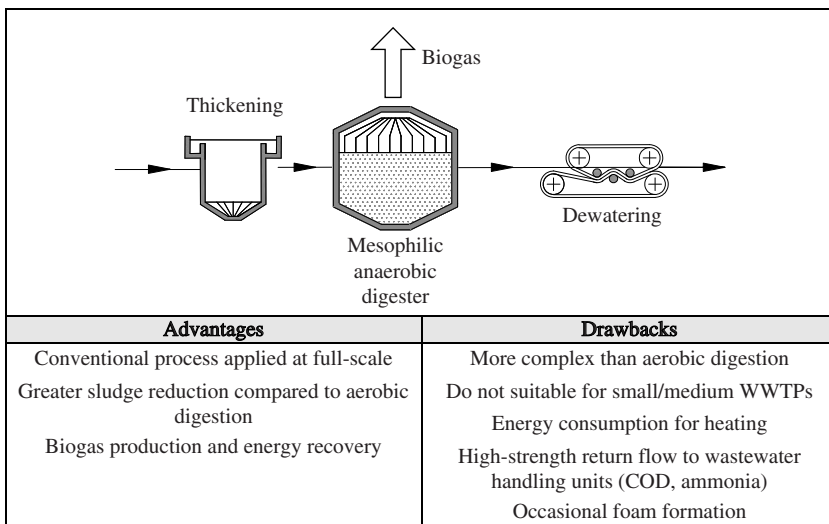 Biogas
Thickening
Mesophilic
anaerobic
digester
Dewatering
Advantages
Conventional process applied at full-scale
Greater sludge reduction compared to aerobic
digestion
Biogas production and energy recovery
Drawbacks
More complex than aerobic digestion
Do not suitable for small/medium WWTPs
Energy consumption for heating
High-strength return flow to wastewater
handling units (COD, ammonia)
Occasional foam formation